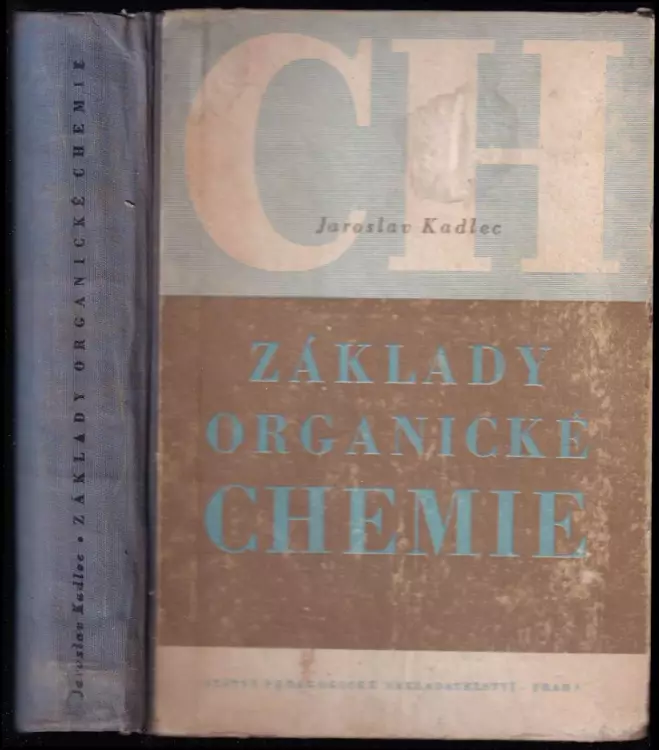 Jaroslav Kadlec • ZÁKLADY ORGANICKÉ CHEMIE
CH
Jaroslav Kadlec
ZÁKLADY
ORGANICKÉ
CHEMIE
STÁTNÍ PEDAGOGICKÉ NAKLADATELSTVÍ - PRAHA